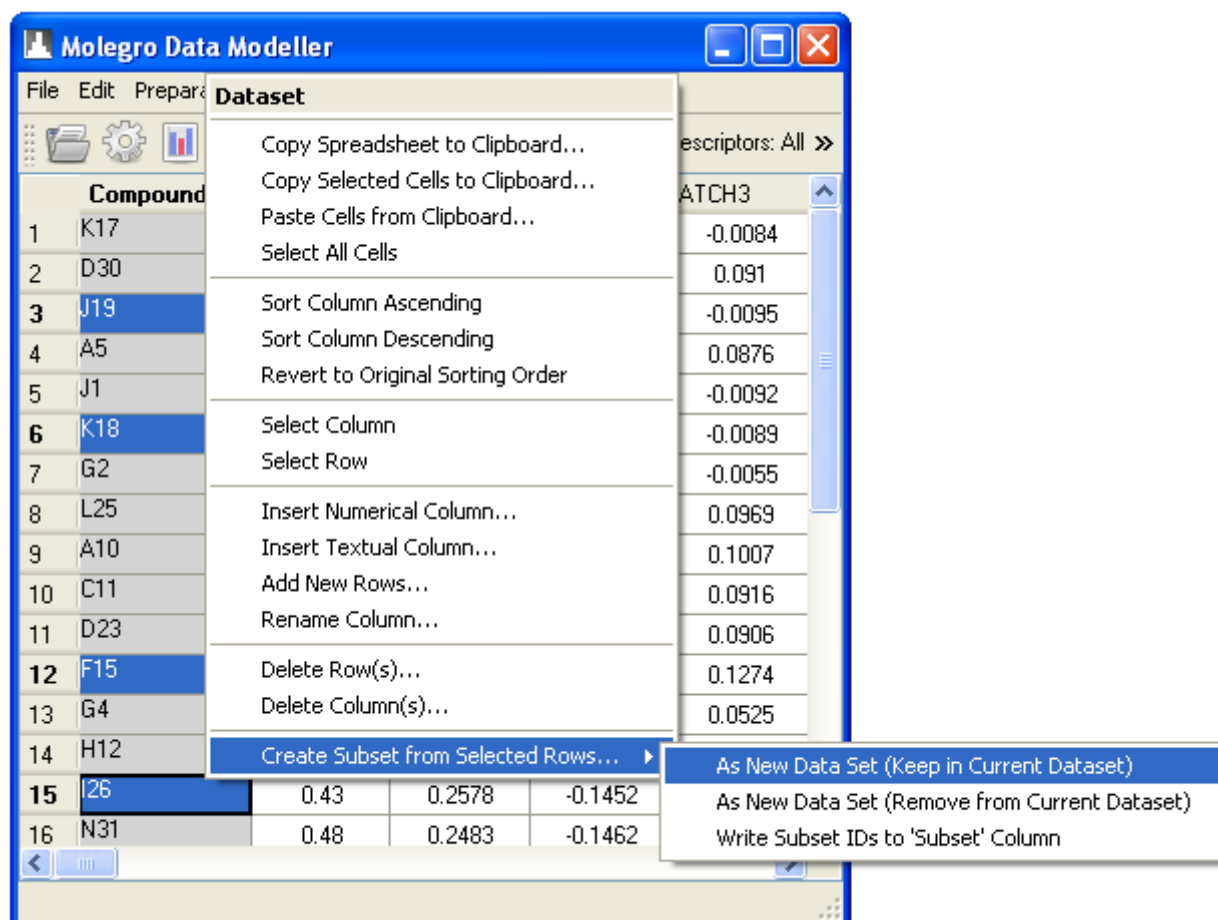 Molegro Data Modeller
File Edit Prepara
Dataset
escriptors: All »
Copy Spreadsheet to Clipboard...
Copy Selected Cells to Clipboard...
Paste Cells from Clipboard...
Select All Cells
Sort Column Ascending
Sort Column Descending
Revert to Original Sorting Order
Select Column
Select Row
Insert Numerical Column...
Insert Textual Column...
Add New Rows...
Rename Column...
Delete Row(s)...
Delete Column(s)...
Create Subset from Selected Rows...
As New Data Set (Keep in Current Dataset)
As New Data Set (Remove from Current Dataset)
Write Subset IDs to 'Subset' Column
Compound ATCH3
1 K17 -0.0084
2 D30 0.091
3 J19 -0.0095
4 A5 0.0876
5 J1 -0.0092
6 K18 -0.0089
7 G2 -0.0055
8 L25 0.0969
9 A10 0.1007
10 C11 0.0916
11 D23 0.0906
12 F15 0.1274
13 G4 0.0525
14 H12
15 I26 0.43 0.2578 -0.1452
16 N31 0.48 0.2483 -0.1462